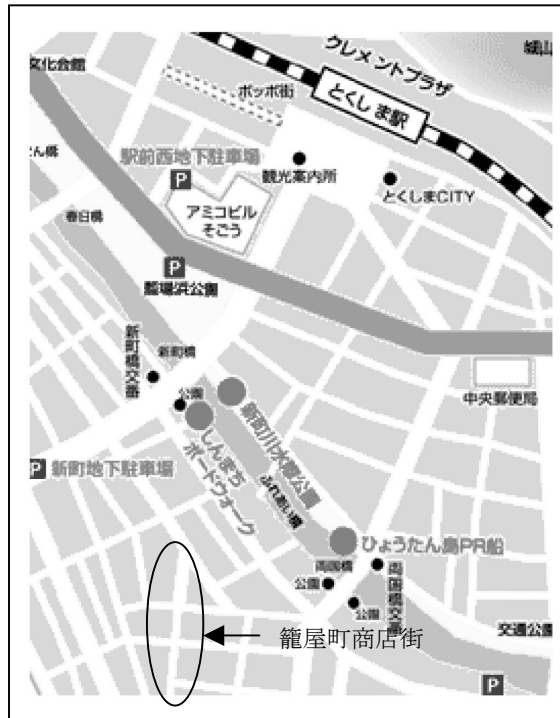 城山
クレメントプラザ
文化会館
ポッポ街
とくしま駅
駅前西地下駐車場
P
観光案内所
とくしまCITY
アミコビル
そごう
春日橋
P
藍場浜公園
新町橋
新町橋交番
中央郵便局
公園
新町川水際公園
しんまち
ボードウォーク
P 新町地下駐車場
ふれあい橋
ひょうたん島PR船
両国橋
公園
両国橋交番
公園
籠屋町商店街
交通公園
P